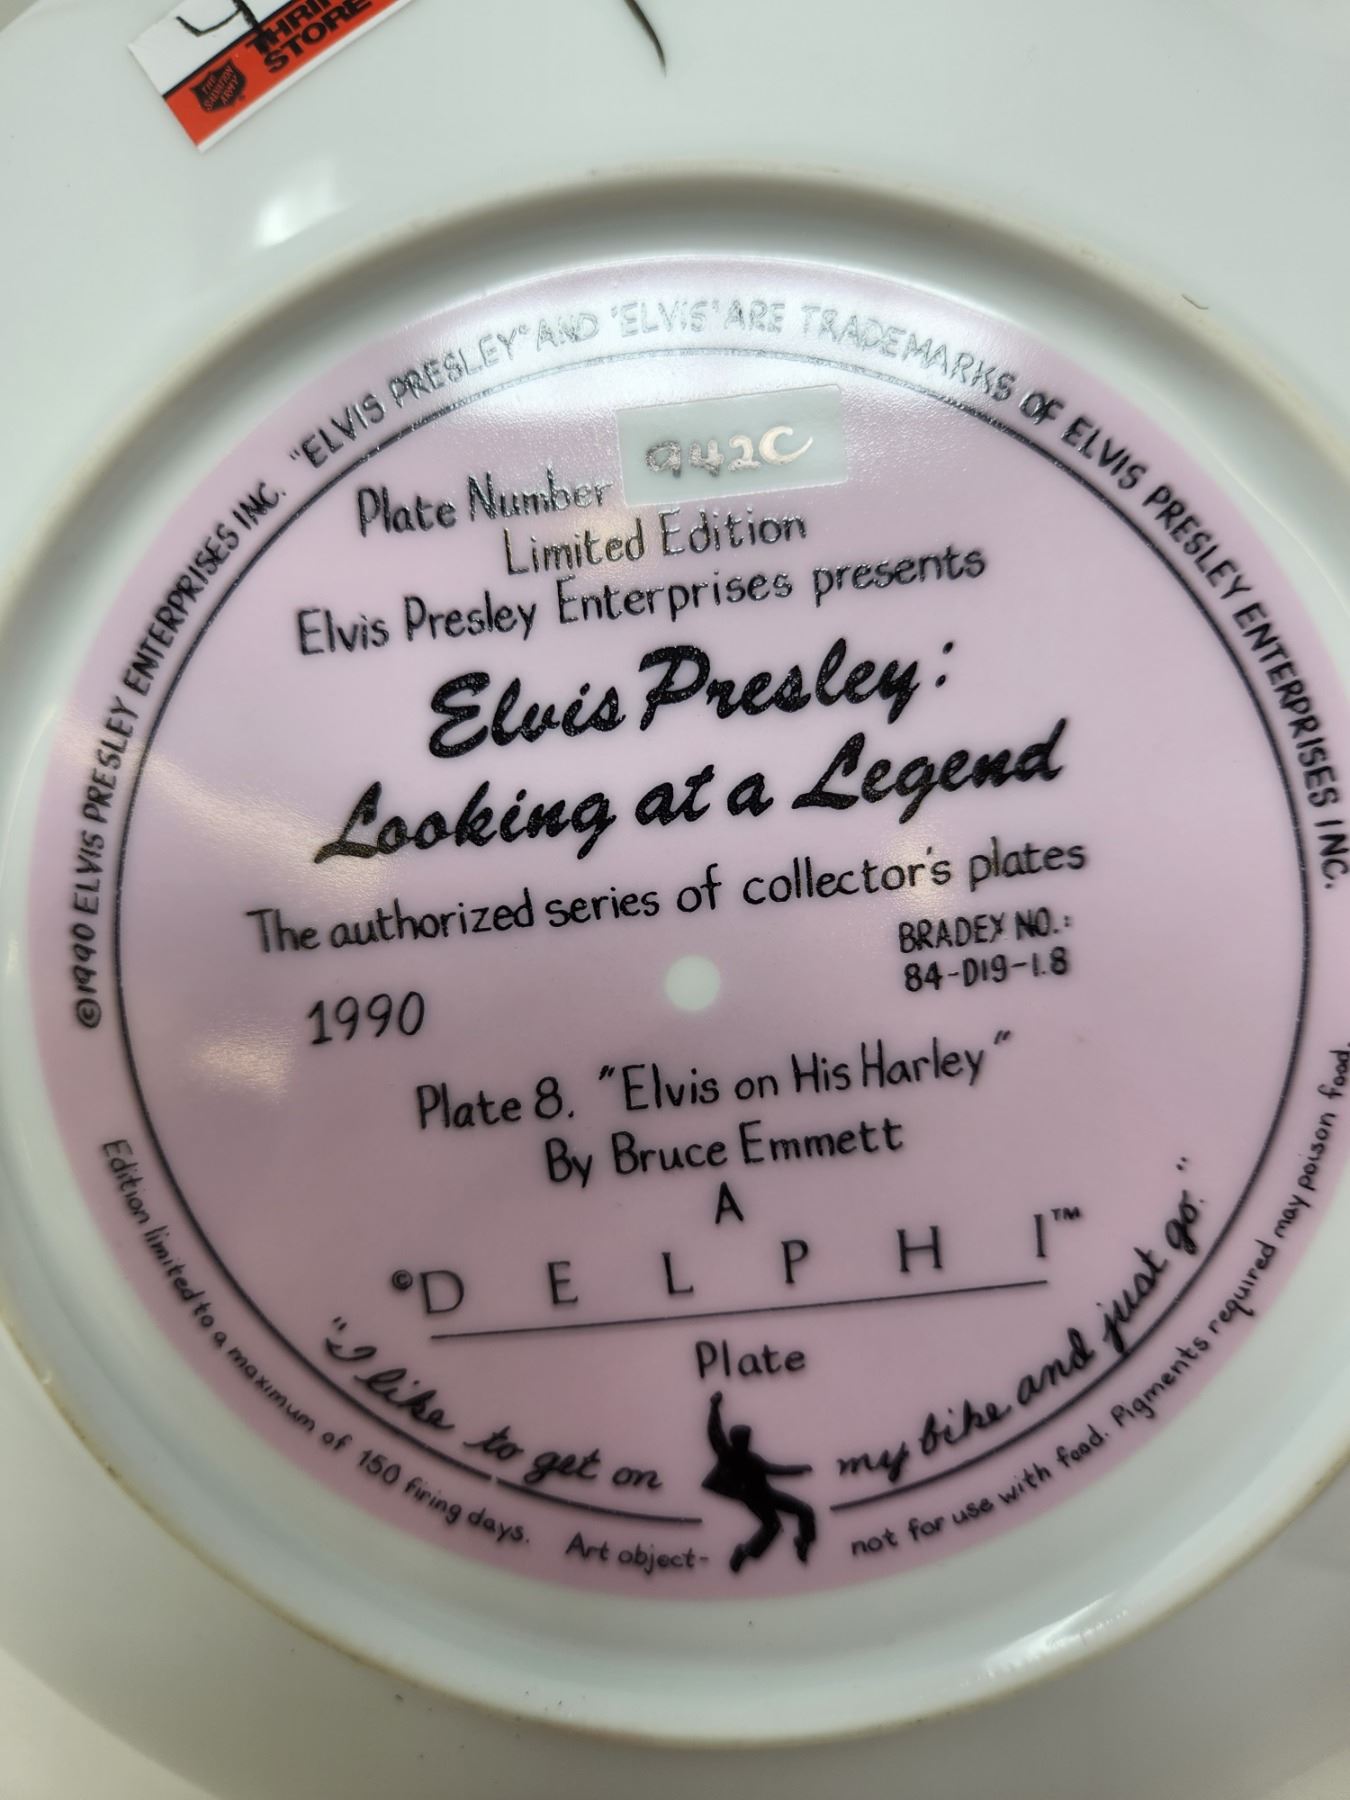 THRIFT
STORE
THE
SALVATION
ARMY
©1990 ELVIS PRESLEY ENTERPRISES INC. "ELVIS PRESLEY" AND 'ELVIS' ARE TRADEMARKS OF ELVIS PRESLEY ENTERPRISES INC.
Plate Number 942C
Limited Edition
Elvis Presley Enterprises presents
Elvis Presley:
Looking at a Legend
The authorized series of collector's plates
1990
BRADEX NO.:
84-D19-1.8
Plate 8. "Elvis on His Harley"
By Bruce Emmett
A
©DELPHI™
Plate
"I like to get on my bike and just go."
Edition limited to a maximum of 150 firing days. Art object- not for use with food. Pigments required may poison food.